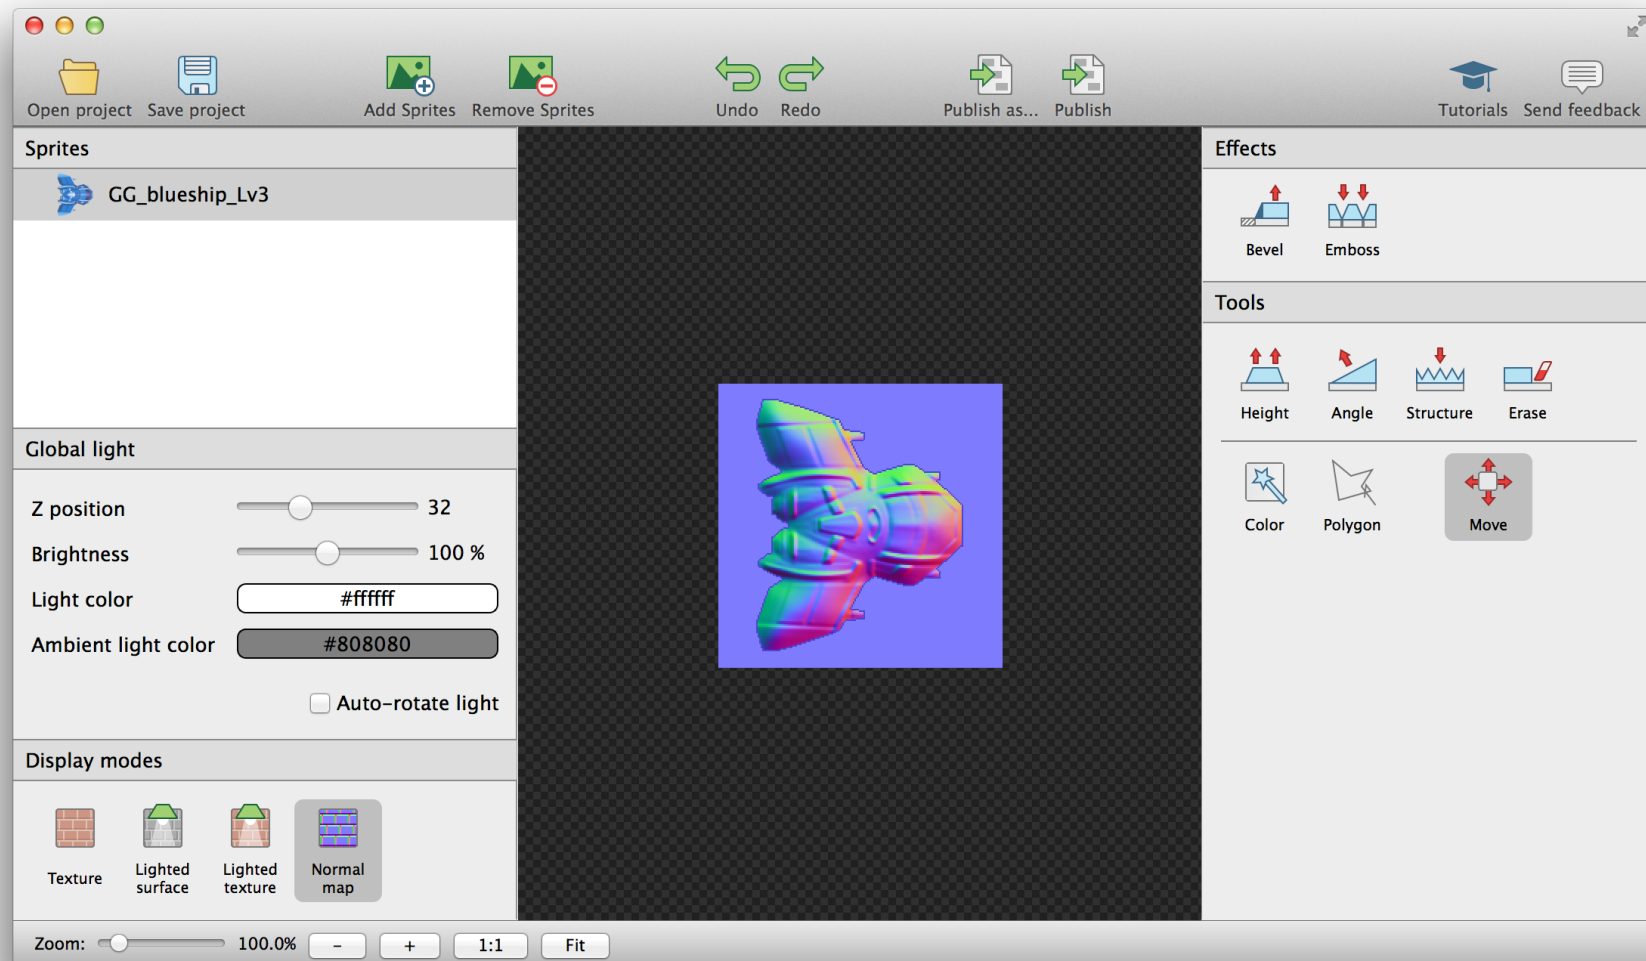 Open project
Save project
Add Sprites
Remove Sprites
Undo
Redo
Publish as...
Publish
Tutorials
Send feedback
Sprites
GG_blueship_Lv3
Global light
Z position
32
Brightness
100 %
Light color
#ffffff
Ambient light color
#808080
Auto-rotate light
Display modes
Texture
Lighted
surface
Lighted
texture
Normal
map
Zoom:
100.0%
-
+
1:1
Fit
Effects
Bevel
Emboss
Tools
Height
Angle
Structure
Erase
Color
Polygon
Move